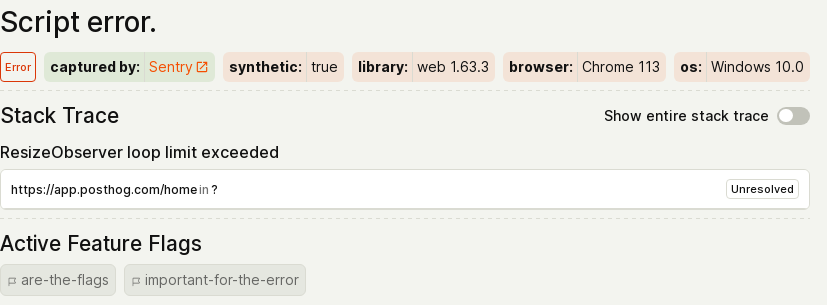 Script error.
Error captured by: Sentry synthetic: true library: web 1.63.3 browser: Chrome 113 os: Windows 10.0
Stack Trace Show entire stack trace
ResizeObserver loop limit exceeded
https://app.posthog.com/home in ? Unresolved
Active Feature Flags
are-the-flags important-for-the-error